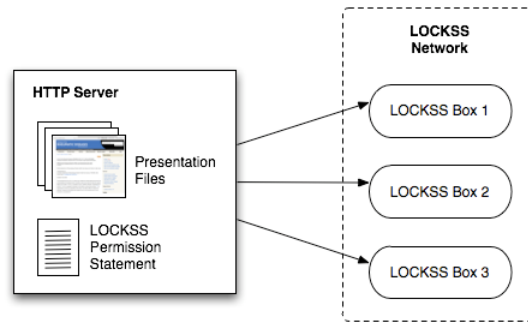 HTTP Server
Presentation
Files
LOCKSS
Permission
Statement
LOCKSS
Network
LOCKSS Box 1
LOCKSS Box 2
LOCKSS Box 3